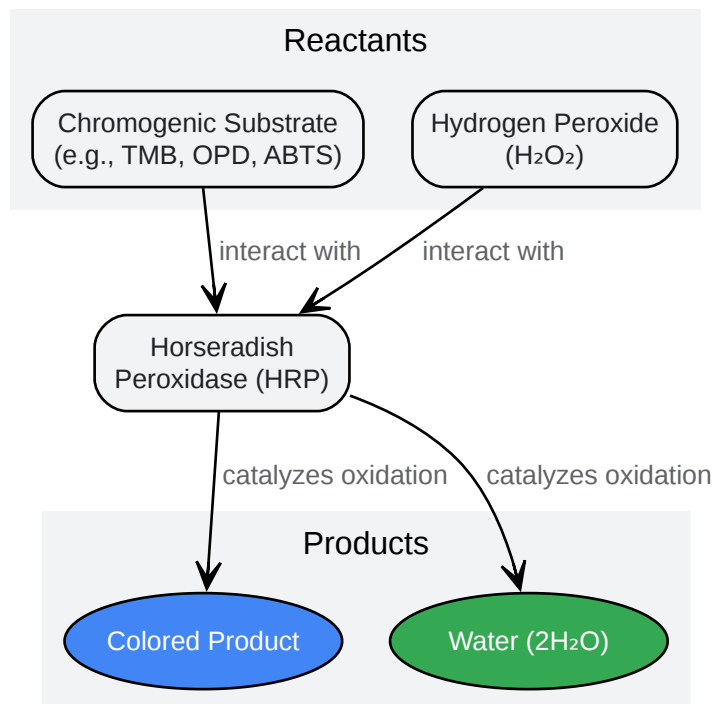 Reactants
Chromogenic Substrate
(e.g., TMB, OPD, ABTS)
Hydrogen Peroxide
(H₂O₂)
interact with
interact with
Horseradish
Peroxidase (HRP)
catalyzes oxidation
catalyzes oxidation
Products
Colored Product
Water (2H₂O)